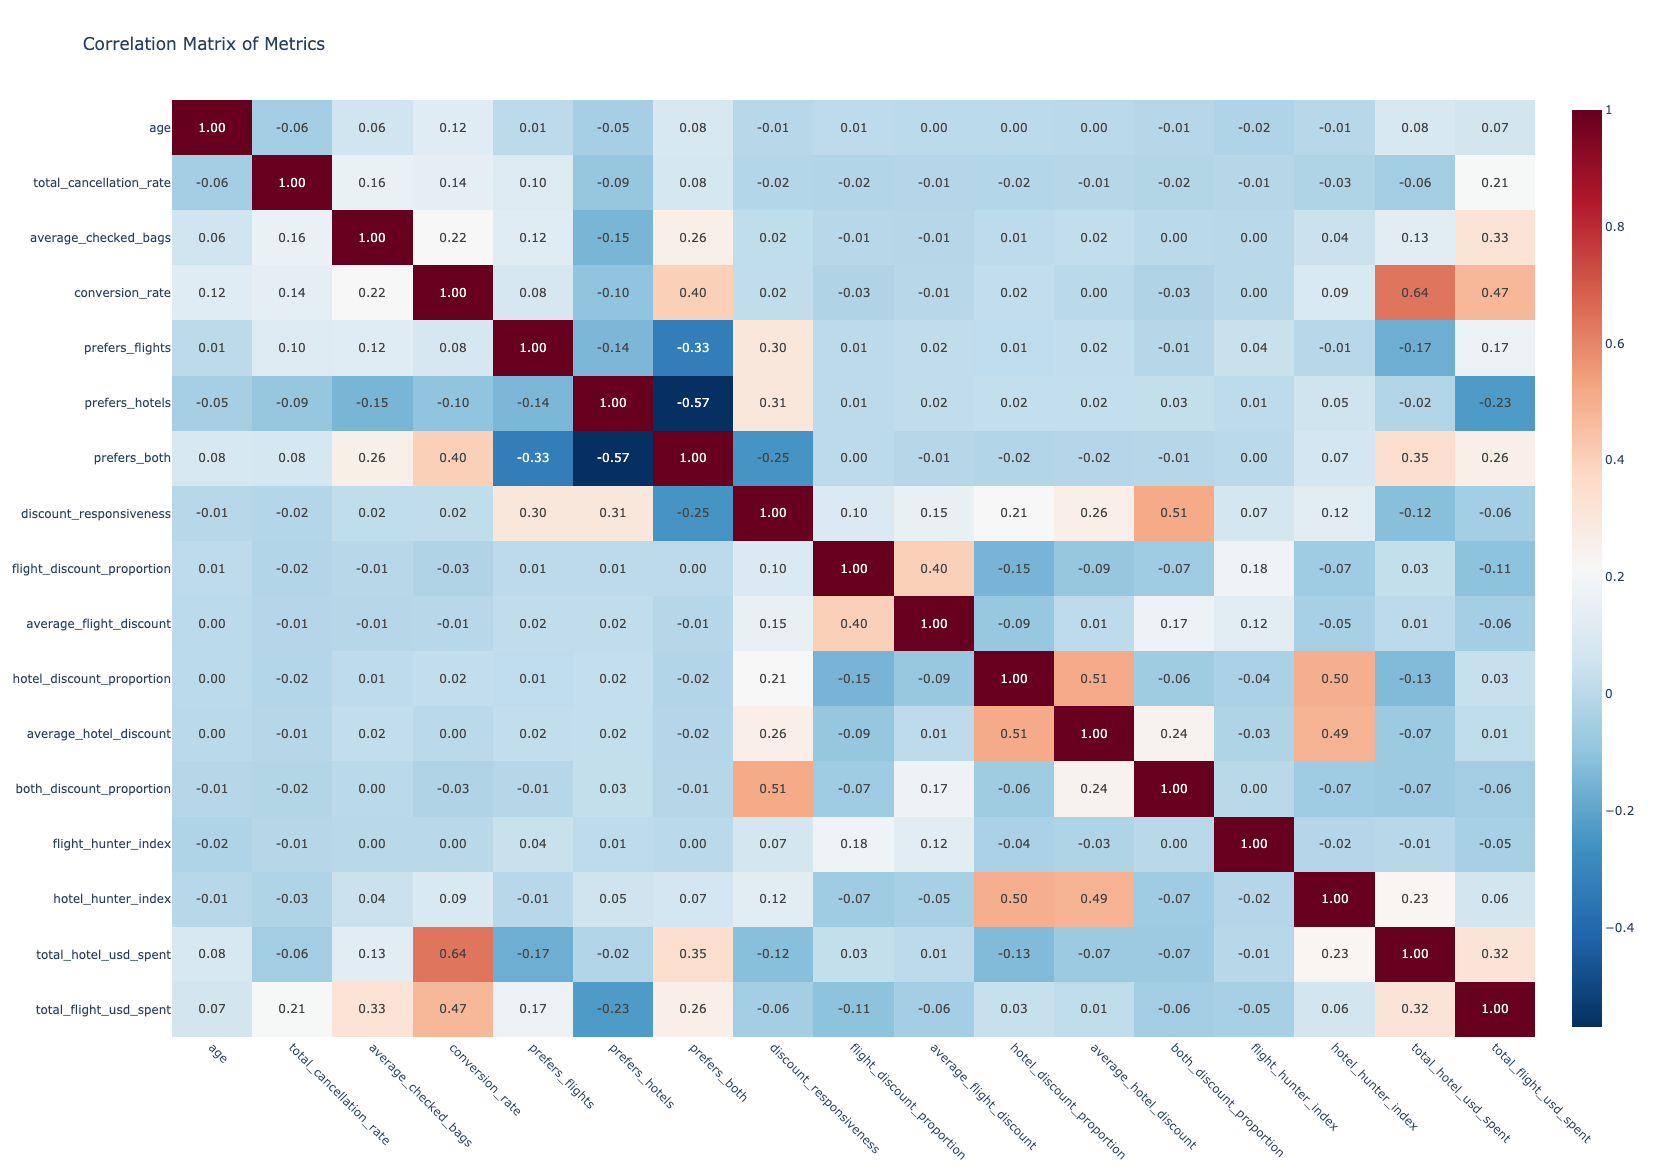 Correlation Matrix of Metrics
age 1.00 -0.06 0.06 0.12 0.01 -0.05 0.08 -0.01 0.01 0.00 0.00 0.00 -0.01 -0.02 -0.01 0.08 0.07
total_cancellation_rate -0.06 1.00 0.16 0.14 0.10 -0.09 0.08 -0.02 -0.02 -0.01 -0.02 -0.01 -0.02 -0.01 -0.03 -0.06 0.21
average_checked_bags 0.06 0.16 1.00 0.22 0.12 -0.15 0.26 0.02 -0.01 -0.01 0.01 0.02 0.00 0.00 0.04 0.13 0.33
conversion_rate 0.12 0.14 0.22 1.00 0.08 -0.10 0.40 0.02 -0.03 -0.01 0.02 0.00 -0.03 0.00 0.09 0.64 0.47
prefers_flights 0.01 0.10 0.12 0.08 1.00 -0.14 -0.33 0.30 0.01 0.02 0.01 0.02 -0.01 0.04 -0.01 -0.17 0.17
prefers_hotels -0.05 -0.09 -0.15 -0.10 -0.14 1.00 -0.57 0.31 0.01 0.02 0.02 0.02 0.03 0.01 0.05 -0.02 -0.23
prefers_both 0.08 0.08 0.26 0.40 -0.33 -0.57 1.00 -0.25 0.00 -0.01 -0.02 -0.02 -0.01 0.00 0.07 0.35 0.26
discount_responsiveness -0.01 -0.02 0.02 0.02 0.30 0.31 -0.25 1.00 0.10 0.15 0.21 0.26 0.51 0.07 0.12 -0.12 -0.06
flight_discount_proportion 0.01 -0.02 -0.01 -0.03 0.01 0.01 0.00 0.10 1.00 0.40 -0.15 -0.09 -0.07 0.18 -0.07 0.03 -0.11
average_flight_discount 0.00 -0.01 -0.01 -0.01 0.02 0.02 -0.01 0.15 0.40 1.00 -0.09 0.01 0.17 0.12 -0.05 0.01 -0.06
hotel_discount_proportion 0.00 -0.02 0.01 0.02 0.01 0.02 -0.02 0.21 -0.15 -0.09 1.00 0.51 -0.06 -0.04 0.50 -0.13 0.03
average_hotel_discount 0.00 -0.01 0.02 0.00 0.02 0.02 -0.02 0.26 -0.09 0.01 0.51 1.00 0.24 -0.03 0.49 -0.07 0.01
both_discount_proportion -0.01 -0.02 0.00 -0.03 -0.01 0.03 -0.01 0.51 -0.07 0.17 -0.06 0.24 1.00 0.00 -0.07 -0.07 -0.06
flight_hunter_index -0.02 -0.01 0.00 0.00 0.04 0.01 0.00 0.07 0.18 0.12 -0.04 -0.03 0.00 1.00 -0.02 -0.01 -0.05
hotel_hunter_index -0.01 -0.03 0.04 0.09 -0.01 0.05 0.07 0.12 -0.07 -0.05 0.50 0.49 -0.07 -0.02 1.00 0.23 0.06
total_hotel_usd_spent 0.08 -0.06 0.13 0.64 -0.17 -0.02 0.35 -0.12 0.03 0.01 -0.13 -0.07 -0.07 -0.01 0.23 1.00 0.32
total_flight_usd_spent 0.07 0.21 0.33 0.47 0.17 -0.23 0.26 -0.06 -0.11 -0.06 0.03 0.01 -0.06 -0.05 0.06 0.32 1.00
age
total_cancellation_rate
average_checked_bags
conversion_rate
prefers_flights
prefers_hotels
prefers_both
discount_responsiveness
flight_discount_proportion
average_flight_discount
hotel_discount_proportion
average_hotel_discount
both_discount_proportion
flight_hunter_index
hotel_hunter_index
total_hotel_usd_spent
total_flight_usd_spent
1
0.8
0.6
0.4
0.2
0
−0.2
−0.4